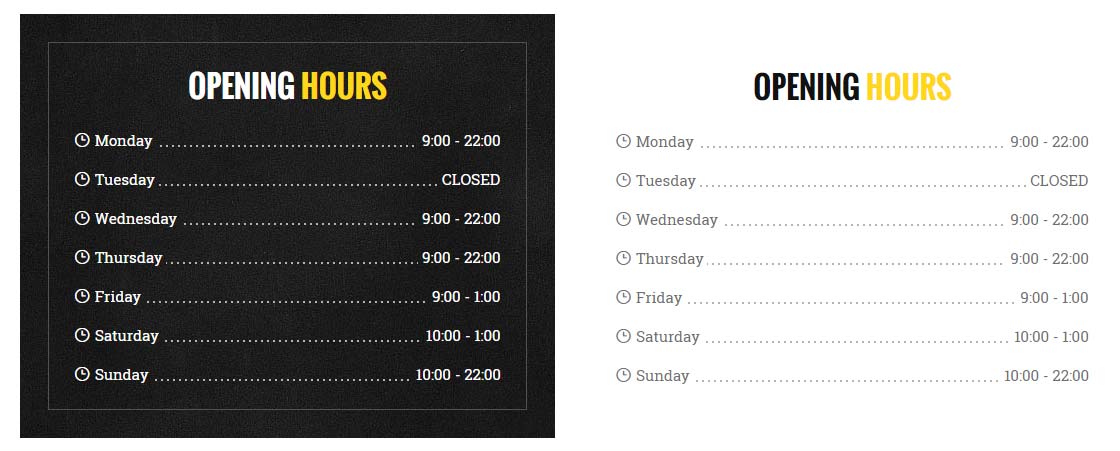 OPENING HOURS
Monday 9:00 - 22:00
Tuesday CLOSED
Wednesday 9:00 - 22:00
Thursday 9:00 - 22:00
Friday 9:00 - 1:00
Saturday 10:00 - 1:00
Sunday 10:00 - 22:00
OPENING HOURS
Monday 9:00 - 22:00
Tuesday CLOSED
Wednesday 9:00 - 22:00
Thursday 9:00 - 22:00
Friday 9:00 - 1:00
Saturday 10:00 - 1:00
Sunday 10:00 - 22:00